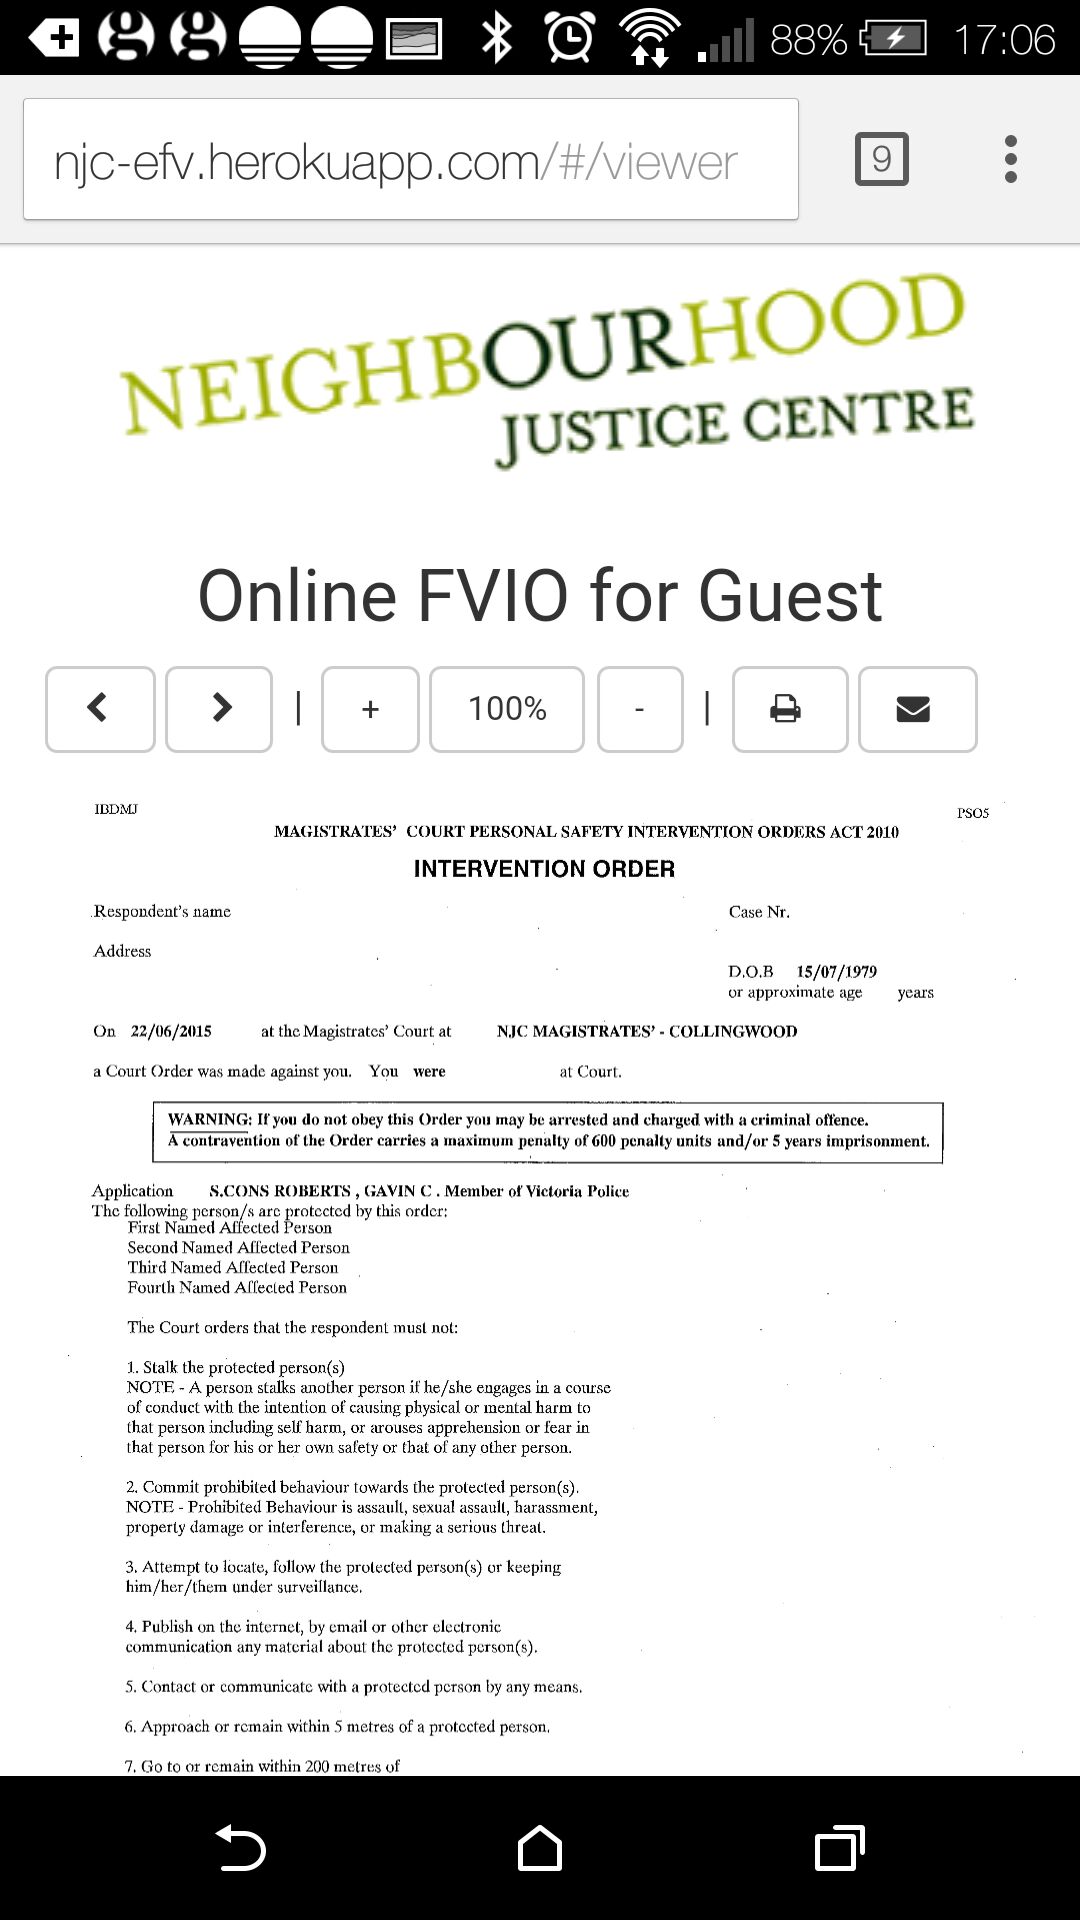 88% 17:06
njc-efv.herokuapp.com/#/viewer 9
NEIGHBOURHOOD
JUSTICE CENTRE
Online FVIO for Guest
+ 100% -
IBDMJ PSO5
MAGISTRATES' COURT PERSONAL SAFETY INTERVENTION ORDERS ACT 2010
INTERVENTION ORDER
Respondent's name Case Nr.
Address
D.O.B 15/07/1979
or approximate age years
On 22/06/2015 at the Magistrates' Court at NJC MAGISTRATES' - COLLINGWOOD
a Court Order was made against you. You were at Court.
WARNING: If you do not obey this Order you may be arrested and charged with a criminal offence.
A contravention of the Order carries a maximum penalty of 600 penalty units and/or 5 years imprisonment.
Application S.CONS ROBERTS , GAVIN C . Member of Victoria Police
The following person/s are protected by this order:
First Named Affected Person
Second Named Affected Person
Third Named Affected Person
Fourth Named Affected Person
The Court orders that the respondent must not:
1. Stalk the protected person(s)
NOTE - A person stalks another person if he/she engages in a course
of conduct with the intention of causing physical or mental harm to
that person including self harm, or arouses apprehension or fear in
that person for his or her own safety or that of any other person.
2. Commit prohibited behaviour towards the protected person(s).
NOTE - Prohibited Behaviour is assault, sexual assault, harassment,
property damage or interference, or making a serious threat.
3. Attempt to locate, follow the protected person(s) or keeping
him/her/them under surveillance.
4. Publish on the internet, by email or other electronic
communication any material about the protected person(s).
5. Contact or communicate with a protected person by any means.
6. Approach or remain within 5 metres of a protected person.
7. Go to or remain within 200 metres of